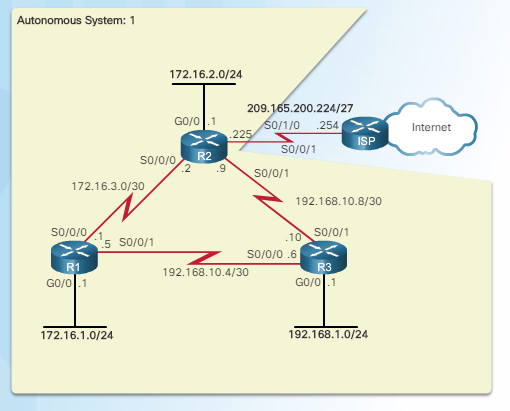 Autonomous System: 1
172.16.2.0/24
209.165.200.224/27
G0/0 .1
.225 S0/1/0 .254
Internet
ISP
S0/0/1
R2
S0/0/0 .2 .9 S0/0/1
172.16.3.0/30
192.168.10.8/30
S0/0/0 .1
.5 S0/0/1
.10 S0/0/1
S0/0/0 .6
R1
R3
192.168.10.4/30
G0/0 .1
G0/0 .1
172.16.1.0/24
192.168.1.0/24